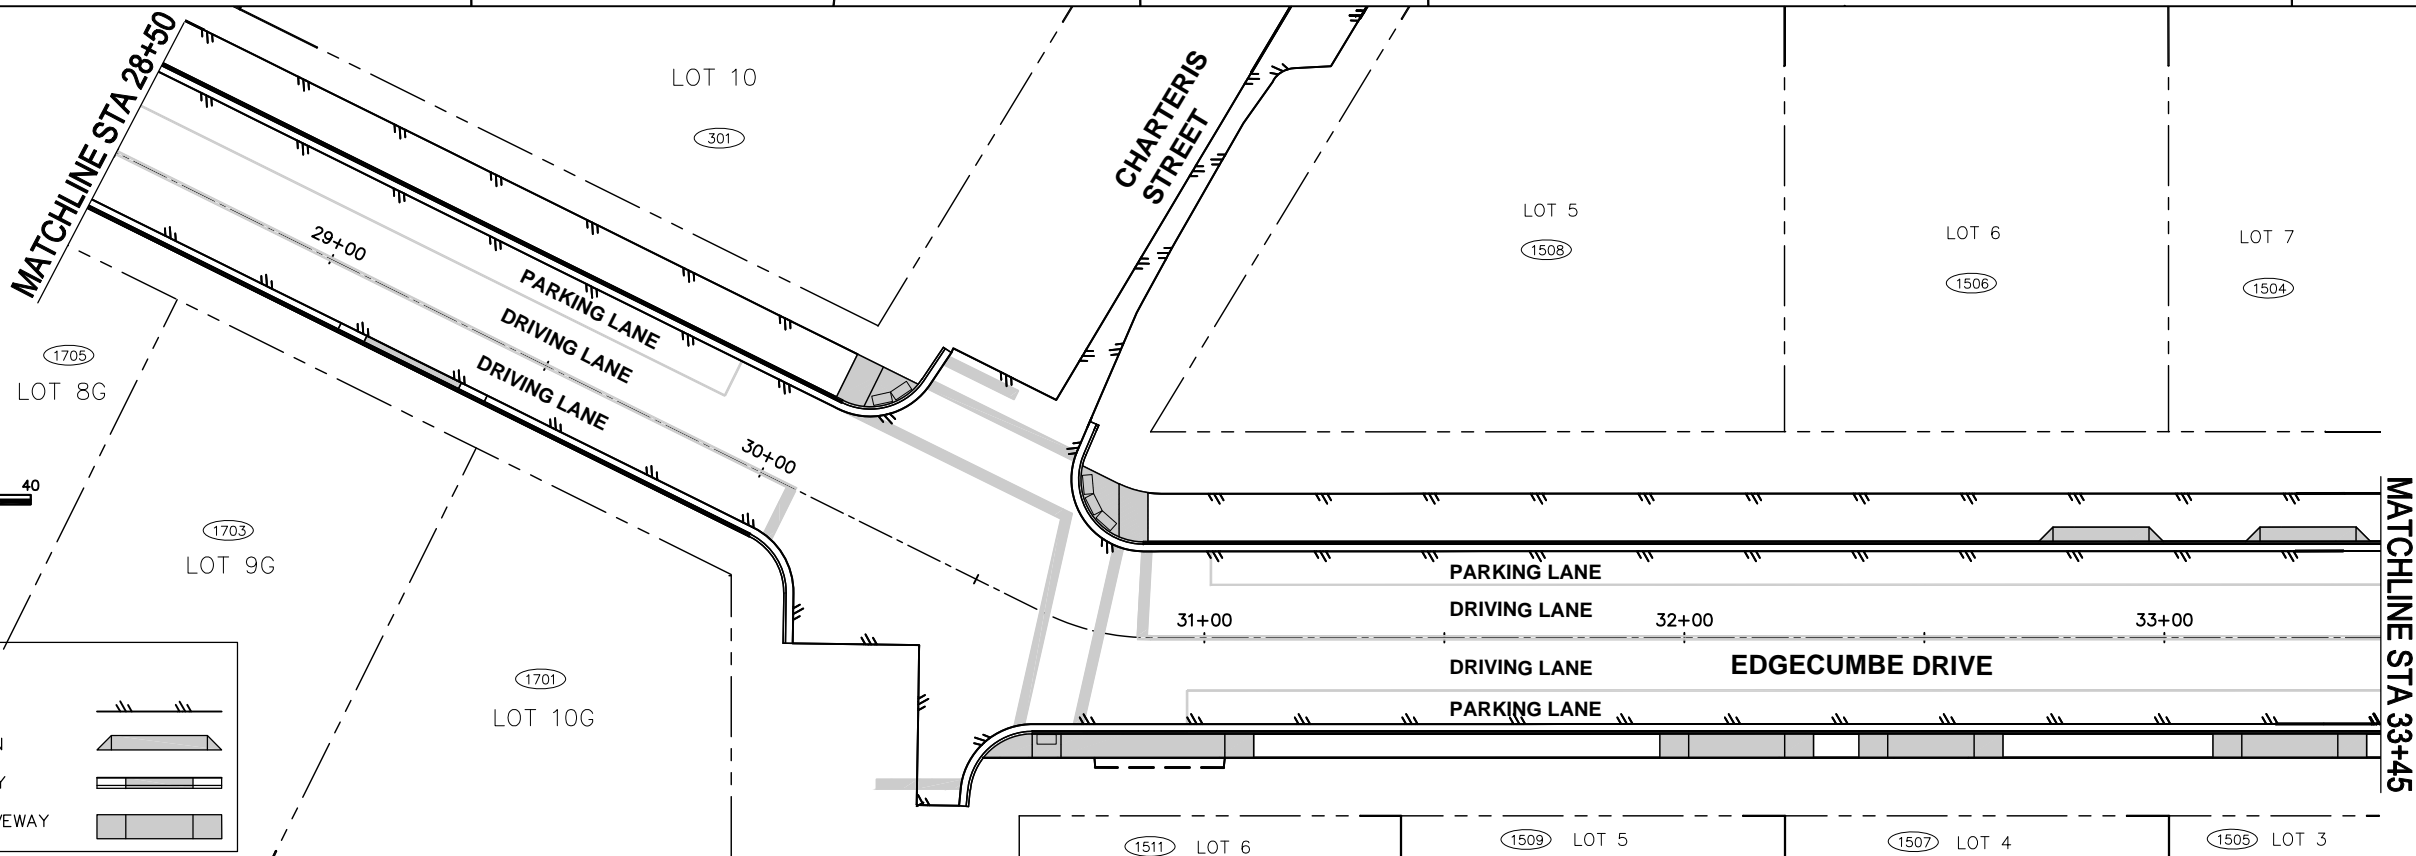 MATCHLINE STA 28+50
LOT 10
301
CHARTERIS
STREET
LOT 5
1508
LOT 6
1506
LOT 7
1504
29+00
PARKING LANE
DRIVING LANE
DRIVING LANE
30+00
1705
LOT 8G
40
1703
LOT 9G
1701
LOT 10G
PARKING LANE
DRIVING LANE
31+00
32+00
33+00
DRIVING LANE
EDGECUMBE DRIVE
PARKING LANE
MATCHLINE STA 33+45
N
Y
EWAY
1511 LOT 6
1509 LOT 5
1507 LOT 4
1505 LOT 3